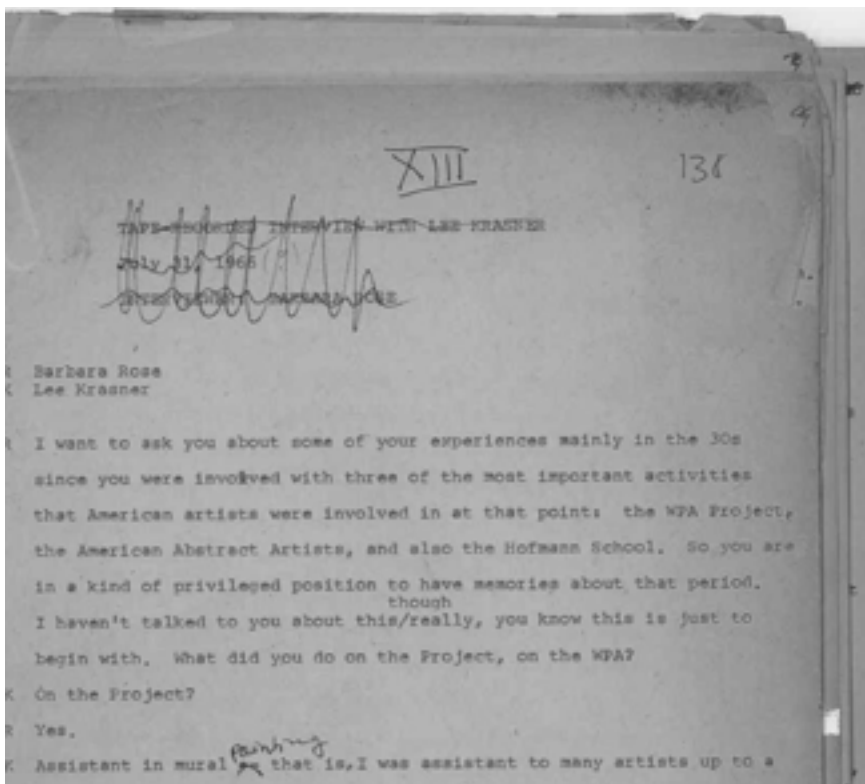 XIII
138
TAPE-RECORDED INTERVIEW WITH LEE KRASNER
July 31, 1966 (?)
INTERVIEWER: BARBARA ROSE
R Barbara Rose
K Lee Krasner
R I want to ask you about some of your experiences mainly in the 30s
since you were involved with three of the most important activities
that American artists were involved in at that point: the WPA Project,
the American Abstract Artists, and also the Hofmann School. So you are
in a kind of privileged position to have memories about that period.
though
I haven't talked to you about this/really, you know this is just to
begin with. What did you do on the Project, on the WPA?
K On the Project?
R Yes.
painting
K Assistant in mural that is, I was assistant to many artists up to a